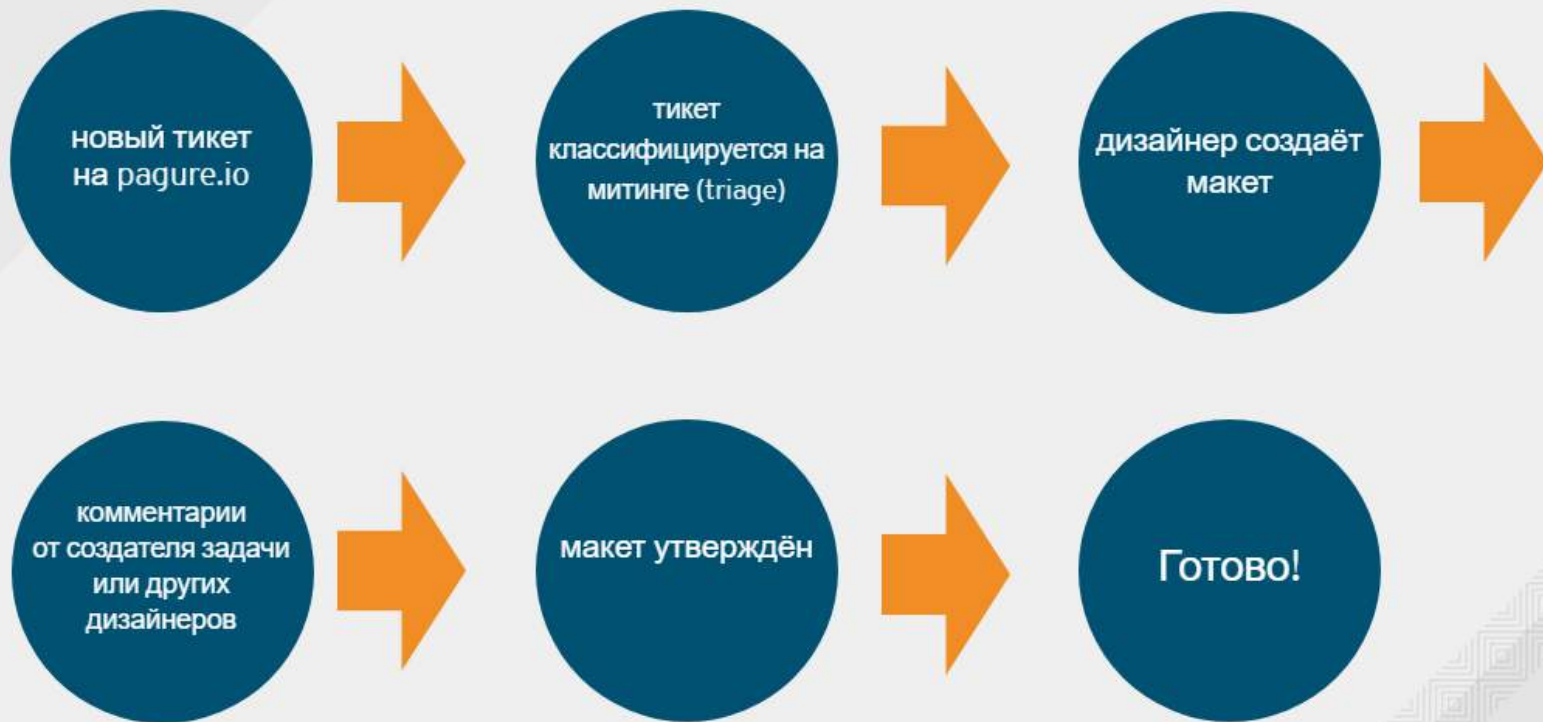 новый тикет
на pagure.io
тикет
классифицируется на
митинге (triage)
дизайнер создаёт
макет
комментарии
от создателя задачи
или других
дизайнеров
макет утверждён
Готово!